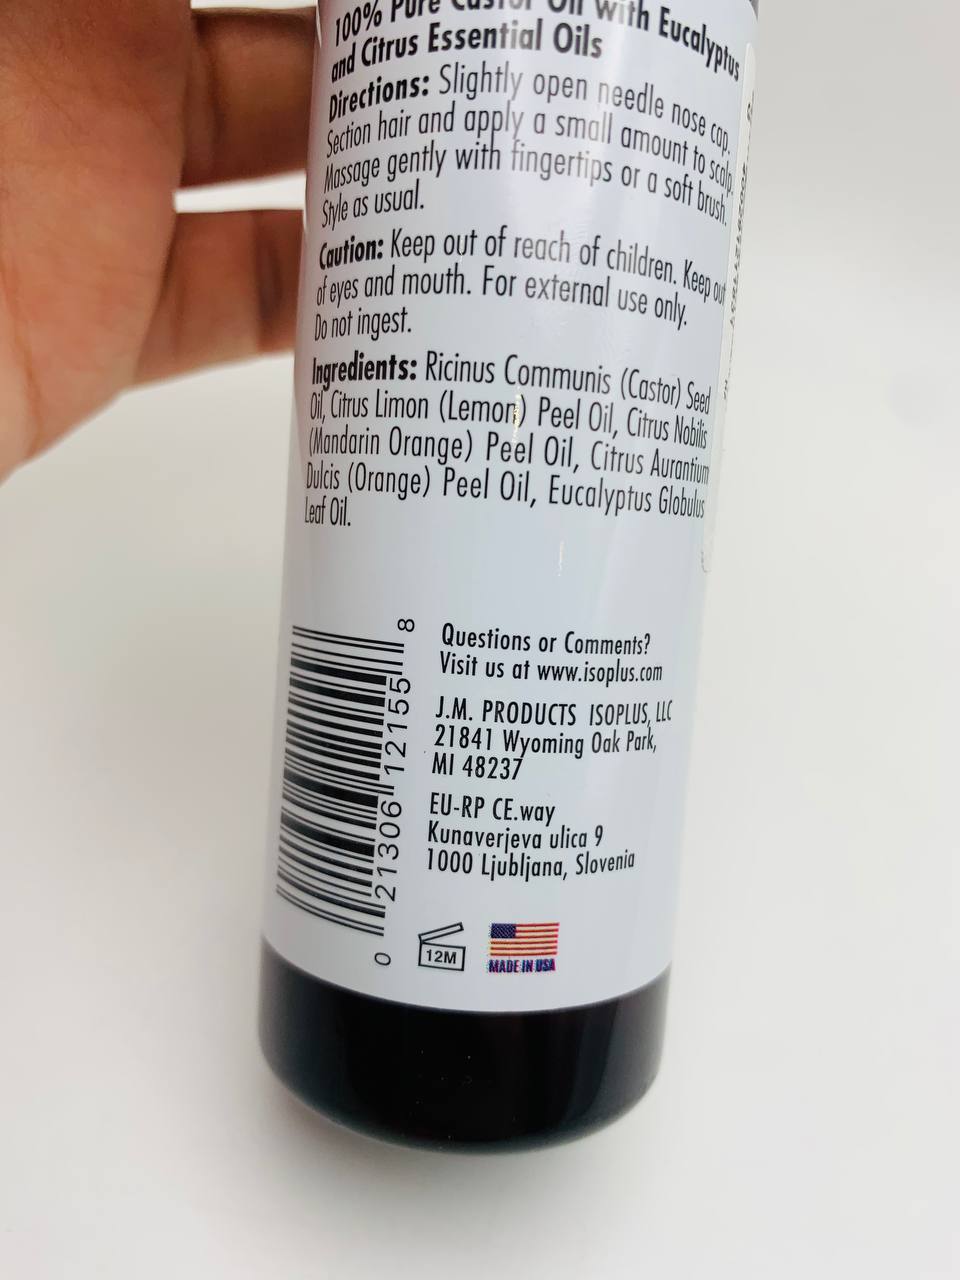 100% Pure Castor Oil with Eucalyptus
and Citrus Essential Oils
Directions: Slightly open needle nose cap.
Section hair and apply a small amount to scalp.
Massage gently with fingertips or a soft brush.
Style as usual.
Caution: Keep out of reach of children. Keep out
of eyes and mouth. For external use only.
Do not ingest.
Ingredients: Ricinus Communis (Castor) Seed
Oil, Citrus Limon (Lemon) Peel Oil, Citrus Nobilis
(Mandarin Orange) Peel Oil, Citrus Aurantium
Dulcis (Orange) Peel Oil, Eucalyptus Globulus
Leaf Oil.
0 21306 12155 8
Questions or Comments?
Visit us at www.isoplus.com
J.M. PRODUCTS ISOPLUS, LLC
21841 Wyoming Oak Park,
MI 48237
EU-RP CE.way
Kunaverjeva ulica 9
1000 Ljubljana, Slovenia
12M
MADE IN USA